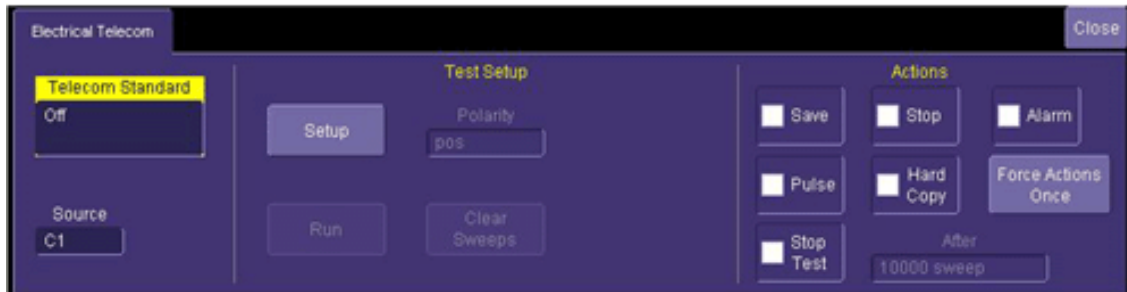 Electrical Telecom
Close
Telecom Standard
Off
Source
C1
Test Setup
Setup
Polarity
pos
Run
Clear
Sweeps
Actions
Save
Stop
Alarm
Pulse
Hard
Copy
Force Actions
Once
Stop
Test
After
10000 sweep